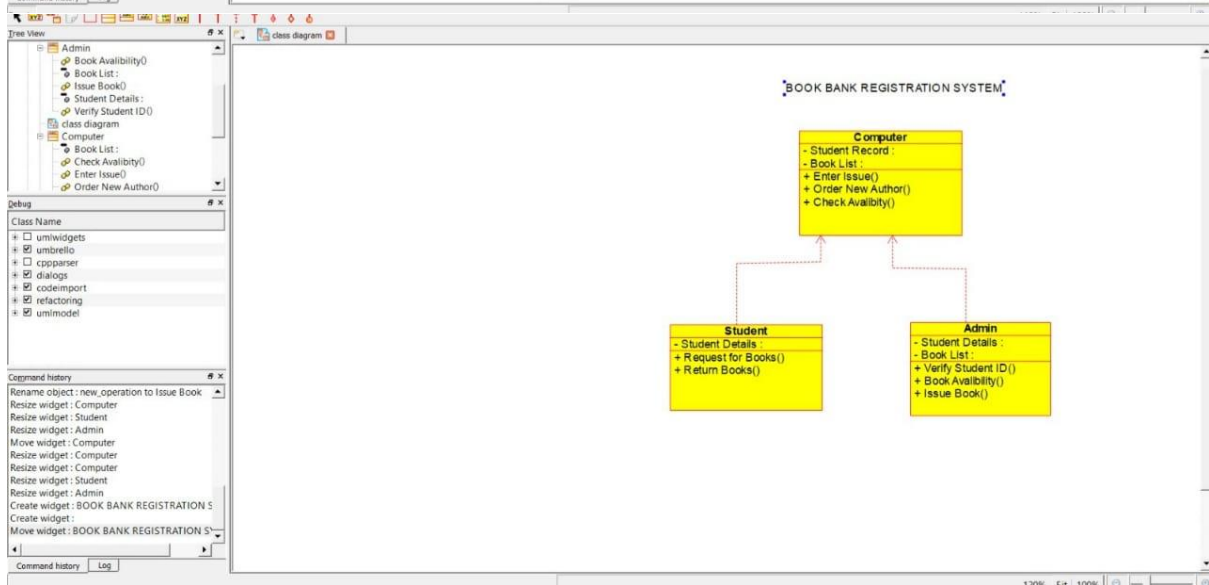 Tree View
class diagram
Admin
Book Avalibility()
Book List :
Issue Book()
Student Details :
Verify Student ID()
class diagram
Computer
Book List :
Check Avalibity()
Enter Issue()
Order New Author()
Debug
Class Name
umlwidgets
umbrello
cppparser
dialogs
codeimport
refactoring
umlmodel
Command history
Rename object : new_operation to Issue Book
Resize widget : Computer
Resize widget : Student
Resize widget : Admin
Move widget : Computer
Resize widget : Computer
Resize widget : Computer
Resize widget : Student
Resize widget : Admin
Create widget : BOOK BANK REGISTRATION S
Create widget :
Move widget : BOOK BANK REGISTRATION S
Command history Log
BOOK BANK REGISTRATION SYSTEM
Computer
- Student Record :
- Book List :
+ Enter Issue()
+ Order New Author()
+ Check Avalibity()
Student
- Student Details :
+ Request for Books()
+ Return Books()
Admin
- Student Details :
- Book List :
+ Verify Student ID()
+ Book Avalibility()
+ Issue Book()
120% Fit 100%